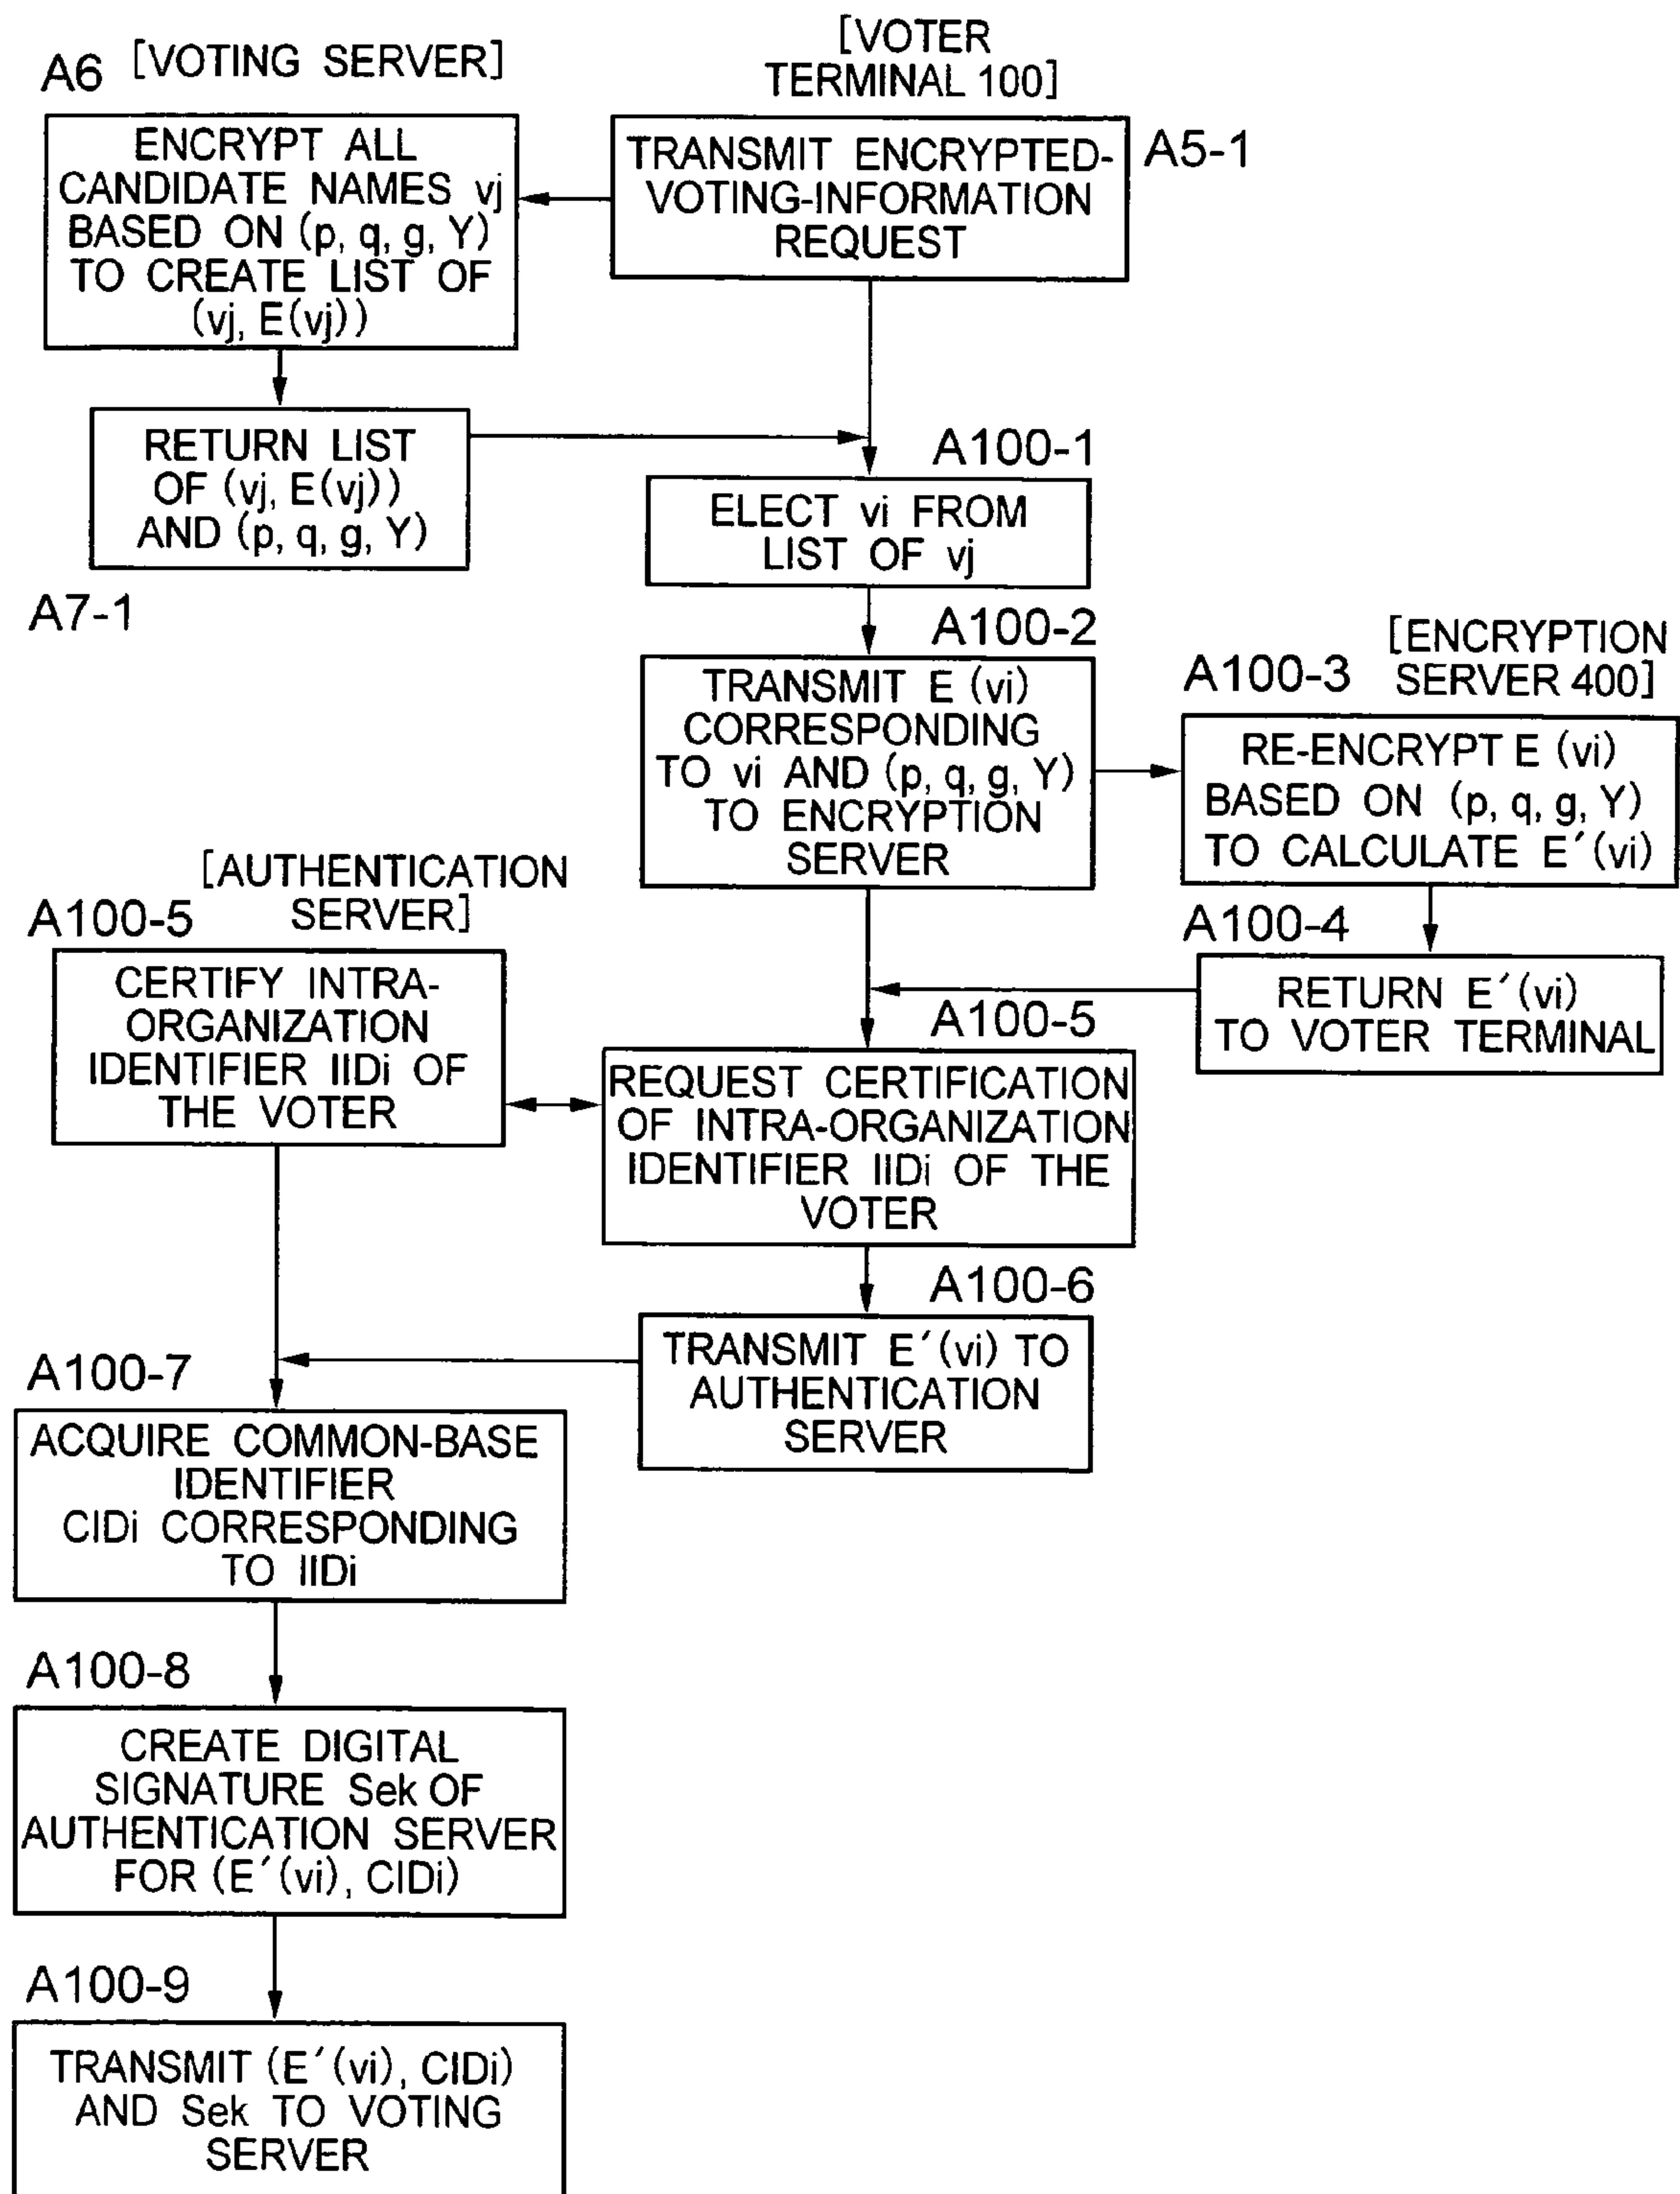 A6 [VOTING SERVER]
[VOTER
TERMINAL 100]
ENCRYPT ALL
CANDIDATE NAMES vj
BASED ON (p, q, g, Y)
TO CREATE LIST OF
(vj, E(vj))
TRANSMIT ENCRYPTED-
VOTING-INFORMATION
REQUEST
A5-1
RETURN LIST
OF (vj, E(vj))
AND (p, q, g, Y)
A7-1
A100-1
ELECT vi FROM
LIST OF vj
A100-2
TRANSMIT E (vi)
CORRESPONDING
TO vi AND (p, q, g, Y)
TO ENCRYPTION
SERVER
[ENCRYPTION
SERVER 400]
A100-3
RE-ENCRYPT E (vi)
BASED ON (p, q, g, Y)
TO CALCULATE E′(vi)
A100-4
RETURN E′(vi)
TO VOTER TERMINAL
[AUTHENTICATION
SERVER]
A100-5
CERTIFY INTRA-
ORGANIZATION
IDENTIFIER IIDi OF
THE VOTER
A100-5
REQUEST CERTIFICATION
OF INTRA-ORGANIZATION
IDENTIFIER IIDi OF THE
VOTER
A100-6
TRANSMIT E′(vi) TO
AUTHENTICATION
SERVER
A100-7
ACQUIRE COMMON-BASE
IDENTIFIER
CIDi CORRESPONDING
TO IIDi
A100-8
CREATE DIGITAL
SIGNATURE Sek OF
AUTHENTICATION SERVER
FOR (E′(vi), CIDi)
A100-9
TRANSMIT (E′(vi), CIDi)
AND Sek TO VOTING
SERVER